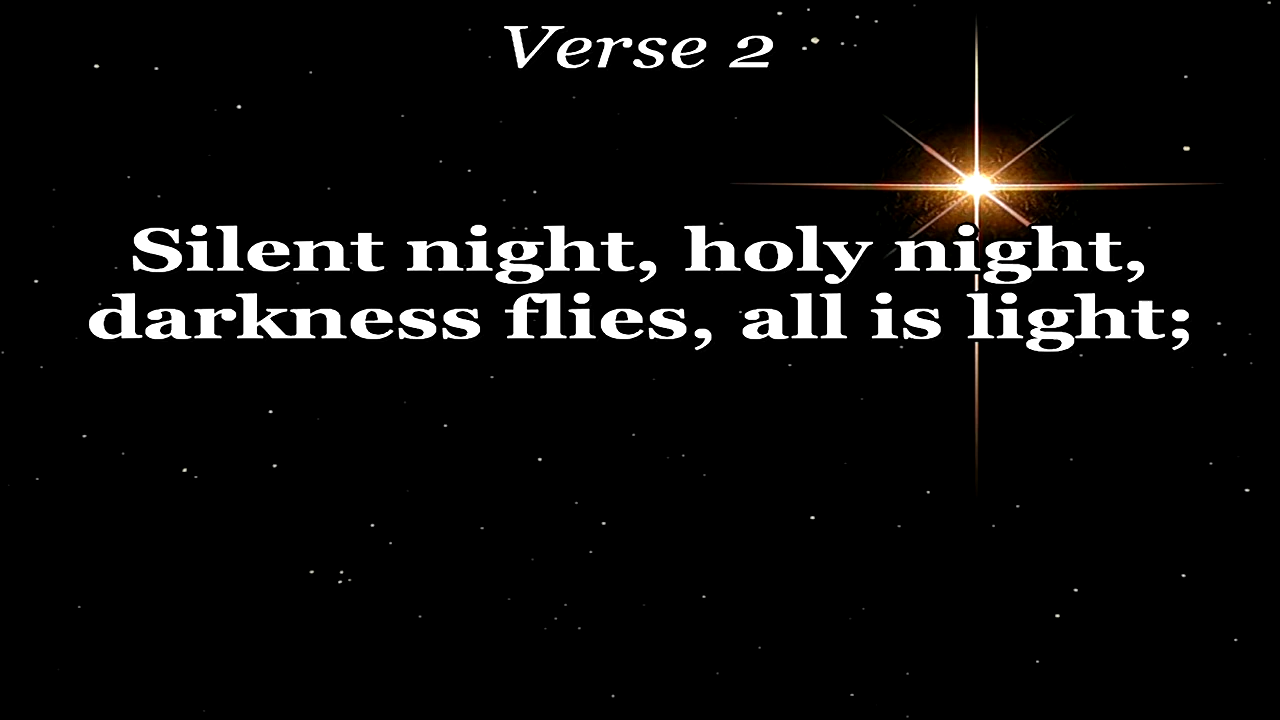 Verse 2
Silent night, holy night,
darkness flies, all is light;